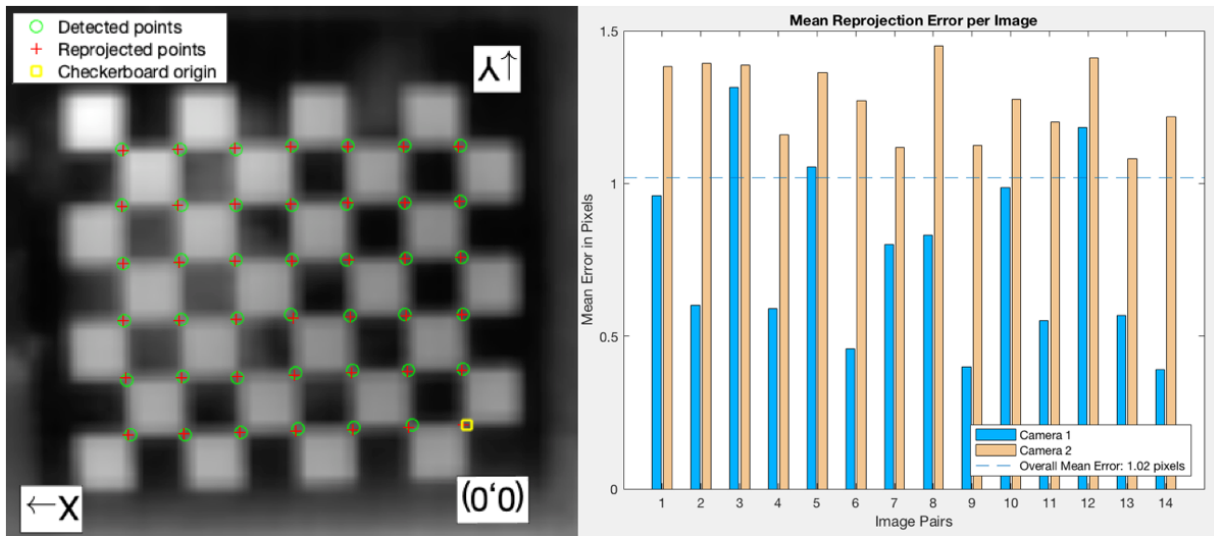 Detected points
Reprojected points
Checkerboard origin
Y↑
←X
(0,0)
Mean Reprojection Error per Image
Mean Error in Pixels
1.5
1
0.5
0
1 2 3 4 5 6 7 8 9 10 11 12 13 14
Image Pairs
Camera 1
Camera 2
Overall Mean Error: 1.02 pixels